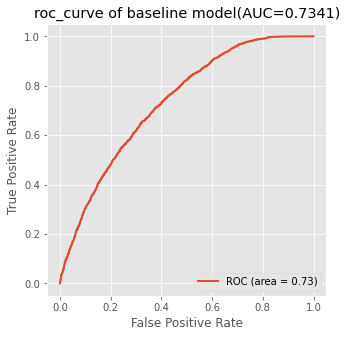 roc_curve of baseline model(AUC=0.7341)
True Positive Rate
1.0
0.8
0.6
0.4
0.2
0.0
ROC (area = 0.73)
0.0 0.2 0.4 0.6 0.8 1.0
False Positive Rate